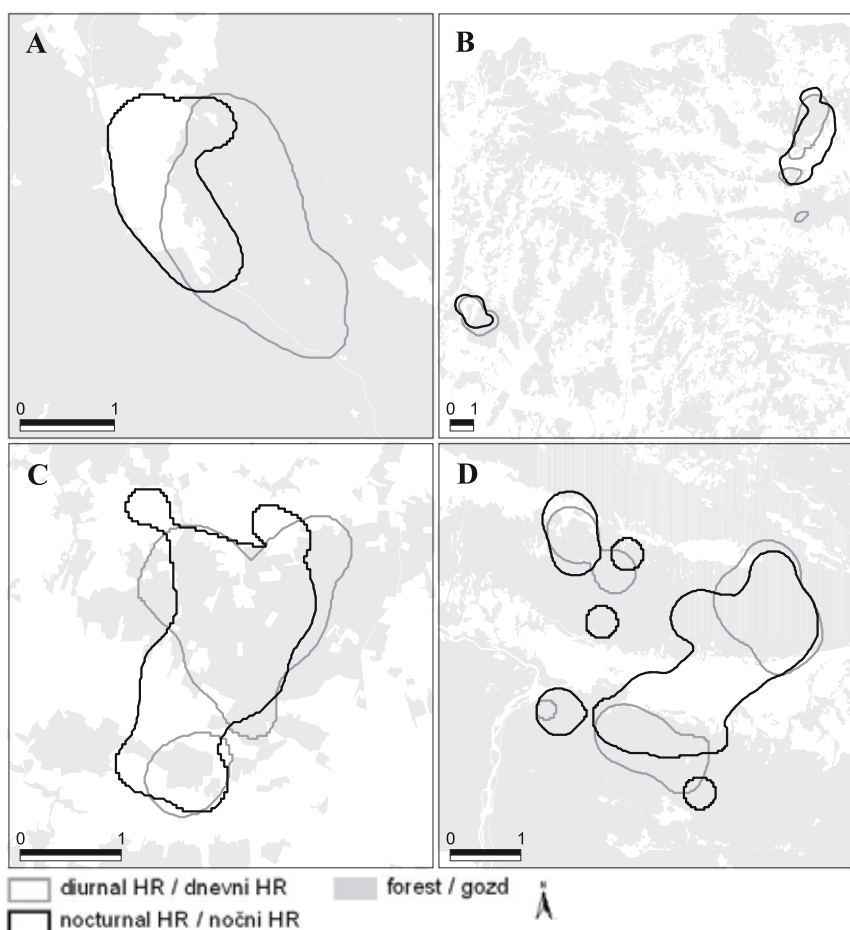 A
B
0 1
0 1
C
D
0 1
0 1
diurnal HR / dnevni HR
forest / gozd
N
nocturnal HR / nočni HR